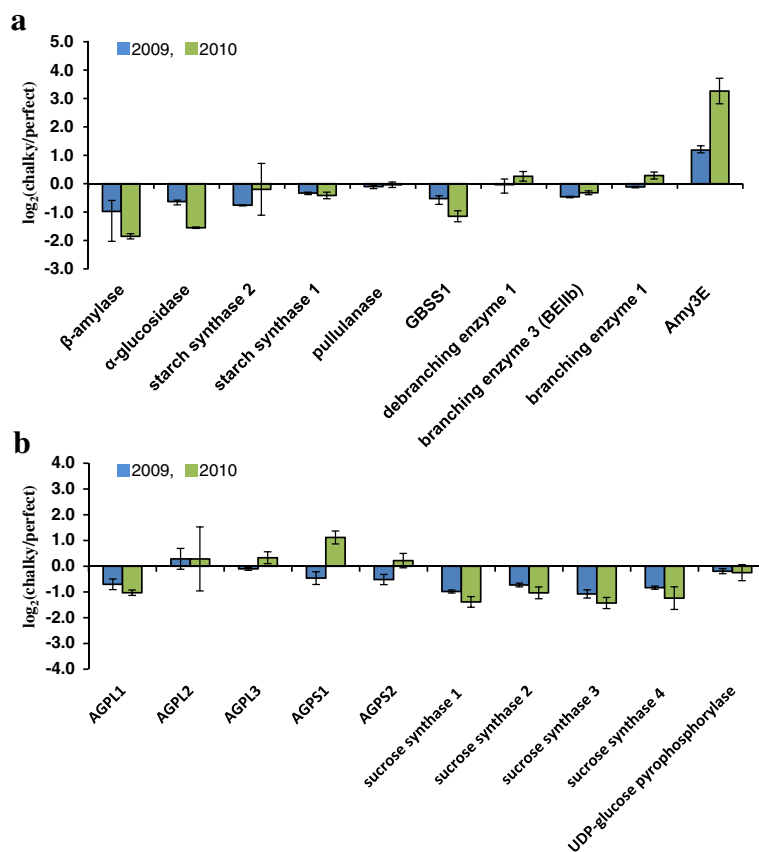 a
5.0
4.0
3.0
2.0
1.0
0.0
-1.0
-2.0
-3.0
log2(chalky/perfect)
2009, 2010
β-amylase
α-glucosidase
starch synthase 2
starch synthase 1
pullulanase
GBSS1
debranching enzyme 1
branching enzyme 3 (BEIIb)
branching enzyme 1
Amy3E
b
4.0
3.0
2.0
1.0
0.0
-1.0
-2.0
-3.0
-4.0
log2(chalky/perfect)
2009, 2010
AGPL1
AGPL2
AGPL3
AGPS1
AGPS2
sucrose synthase 1
sucrose synthase 2
sucrose synthase 3
sucrose synthase 4
UDP-glucose pyrophosphorylase